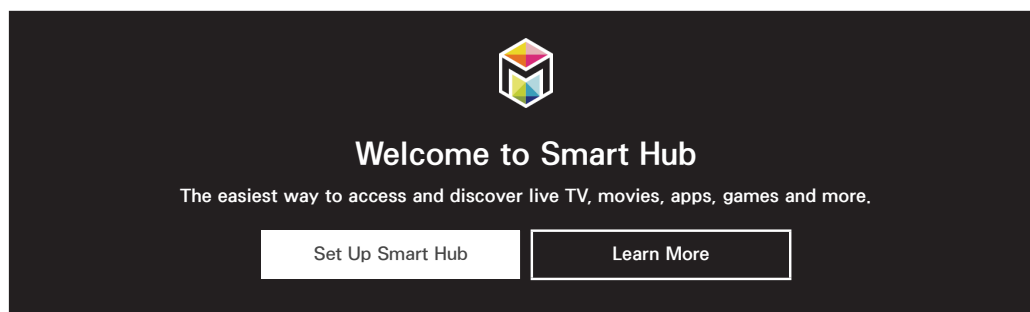 Welcome to Smart Hub
The easiest way to access and discover live TV, movies, apps, games and more.
Set Up Smart Hub
Learn More